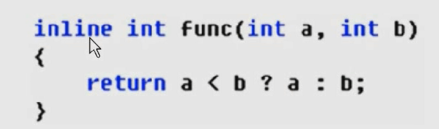 inline int func(int a, int b)
{
    return a < b ? a : b;
}